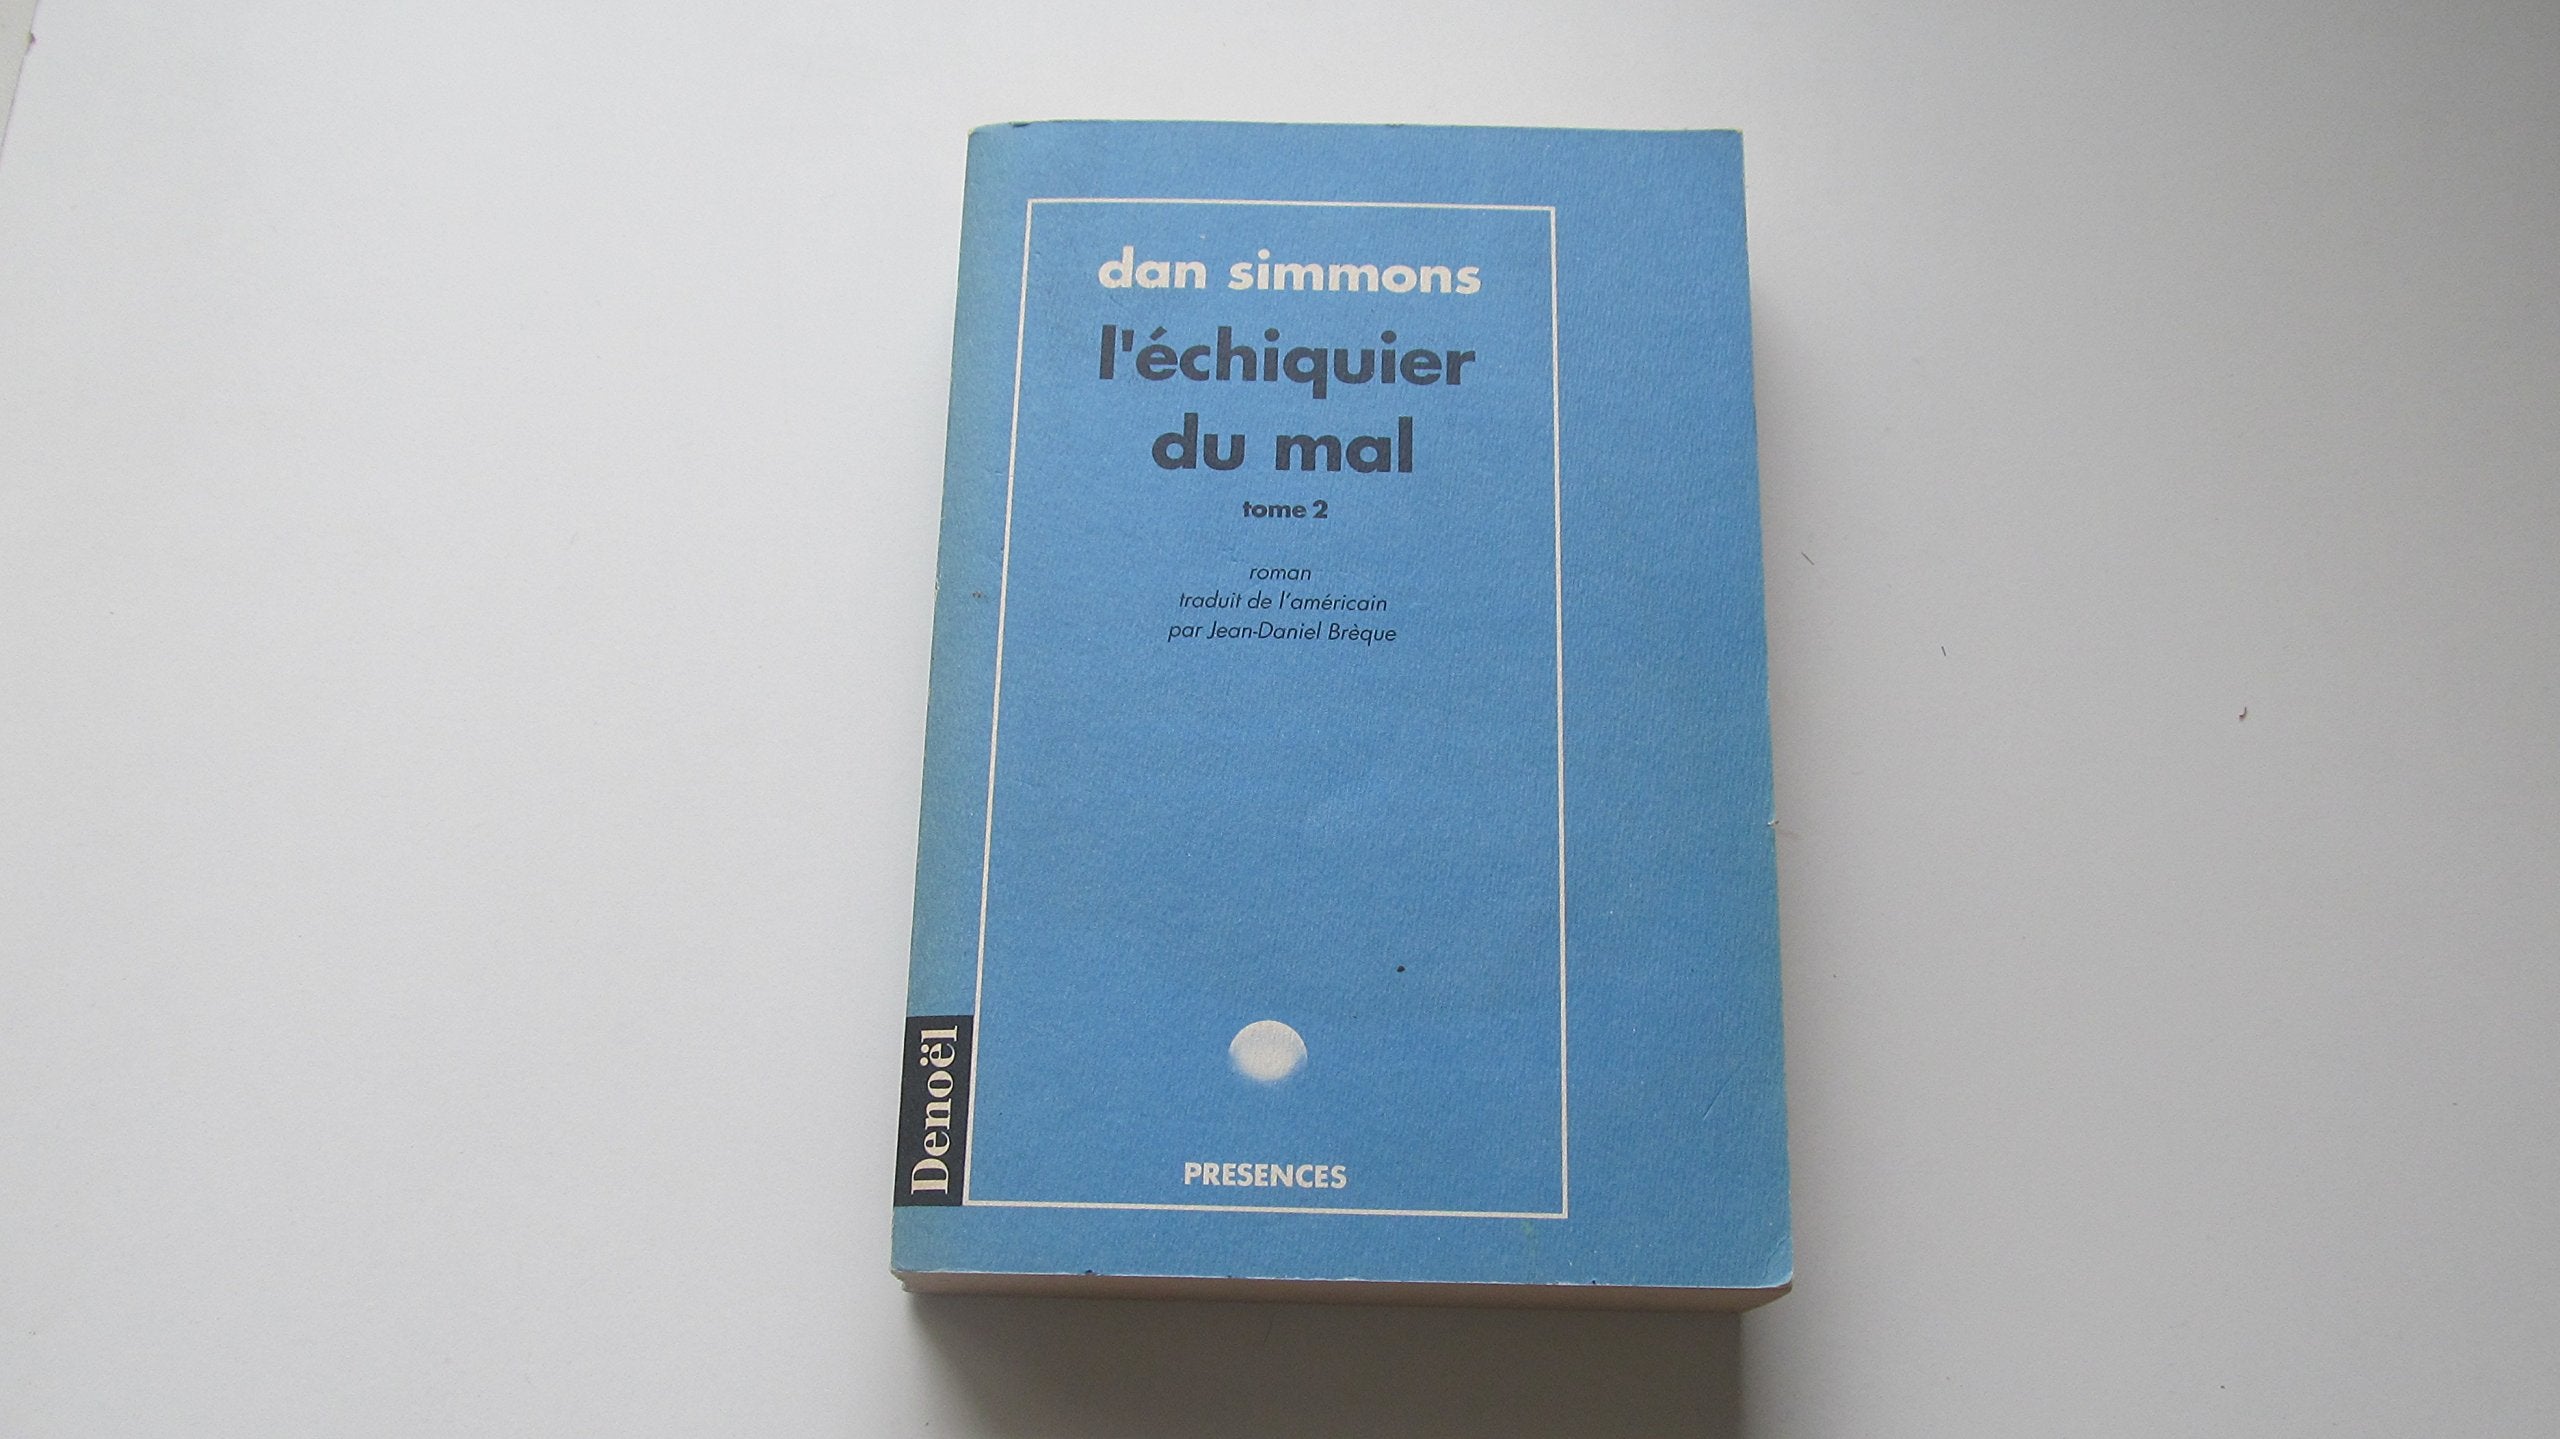 dan simmons
l'échiquier
du mal
tome 2
roman
traduit de l'américain
par Jean-Daniel Brèque
Denoël
PRESENCES